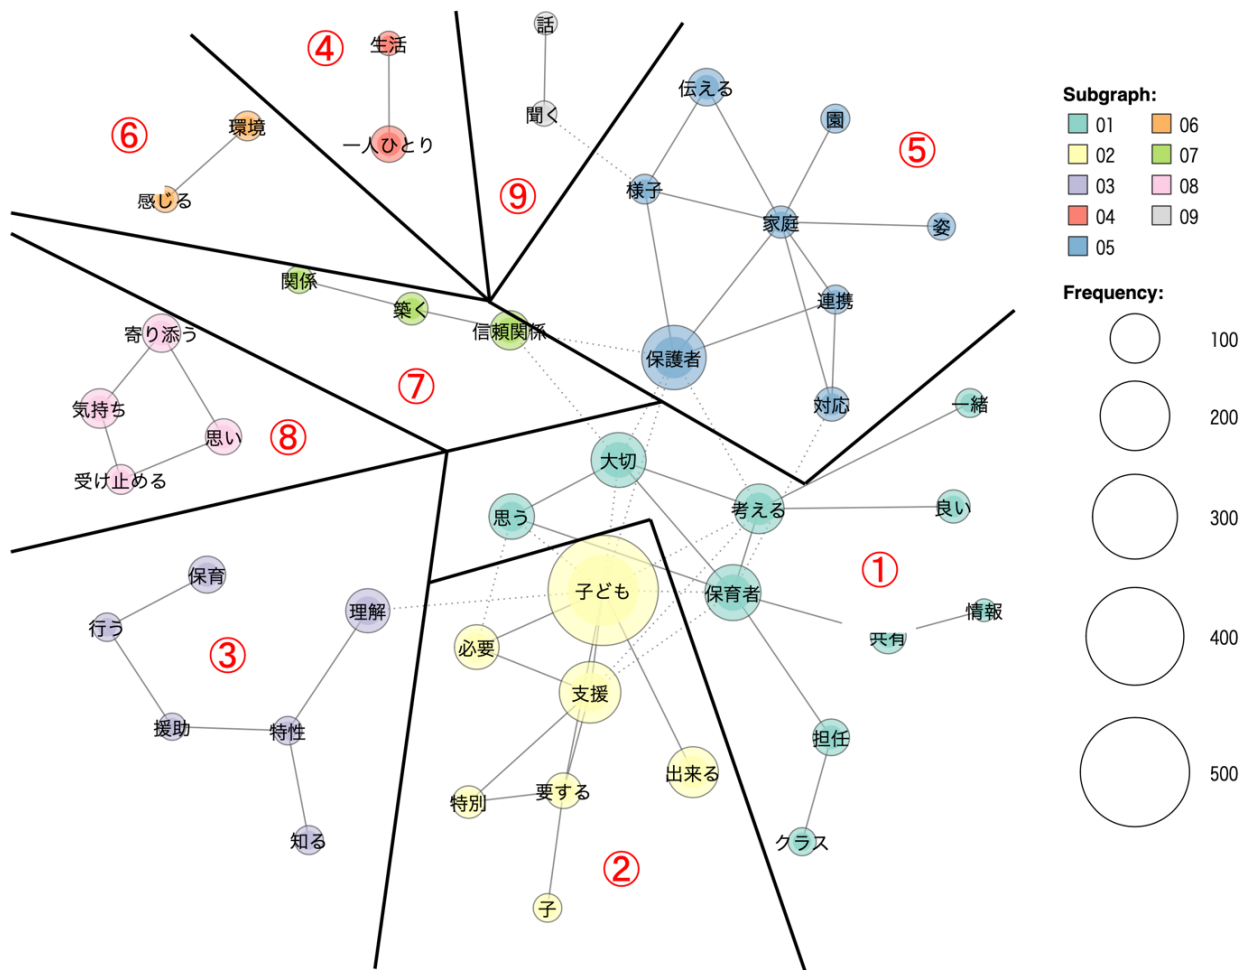 話
④
生活
伝える
Subgraph:
01
06
園
環境
聞く
02
07
⑥
一人ひとり
⑤
03
08
感じる
⑨
様子
家庭
姿
04
09
05
関係
築く
信頼関係
連携
Frequency:
寄り添う
保護者
100
⑦
気持ち
対応
一緒
200
思い
⑧
大切
受け止める
思う
考える
良い
300
保育
①
行う
理解
子ども
保育者
情報
共有
400
③
必要
援助
特性
支援
担任
出来る
500
特別
要する
知る
クラス
②
子